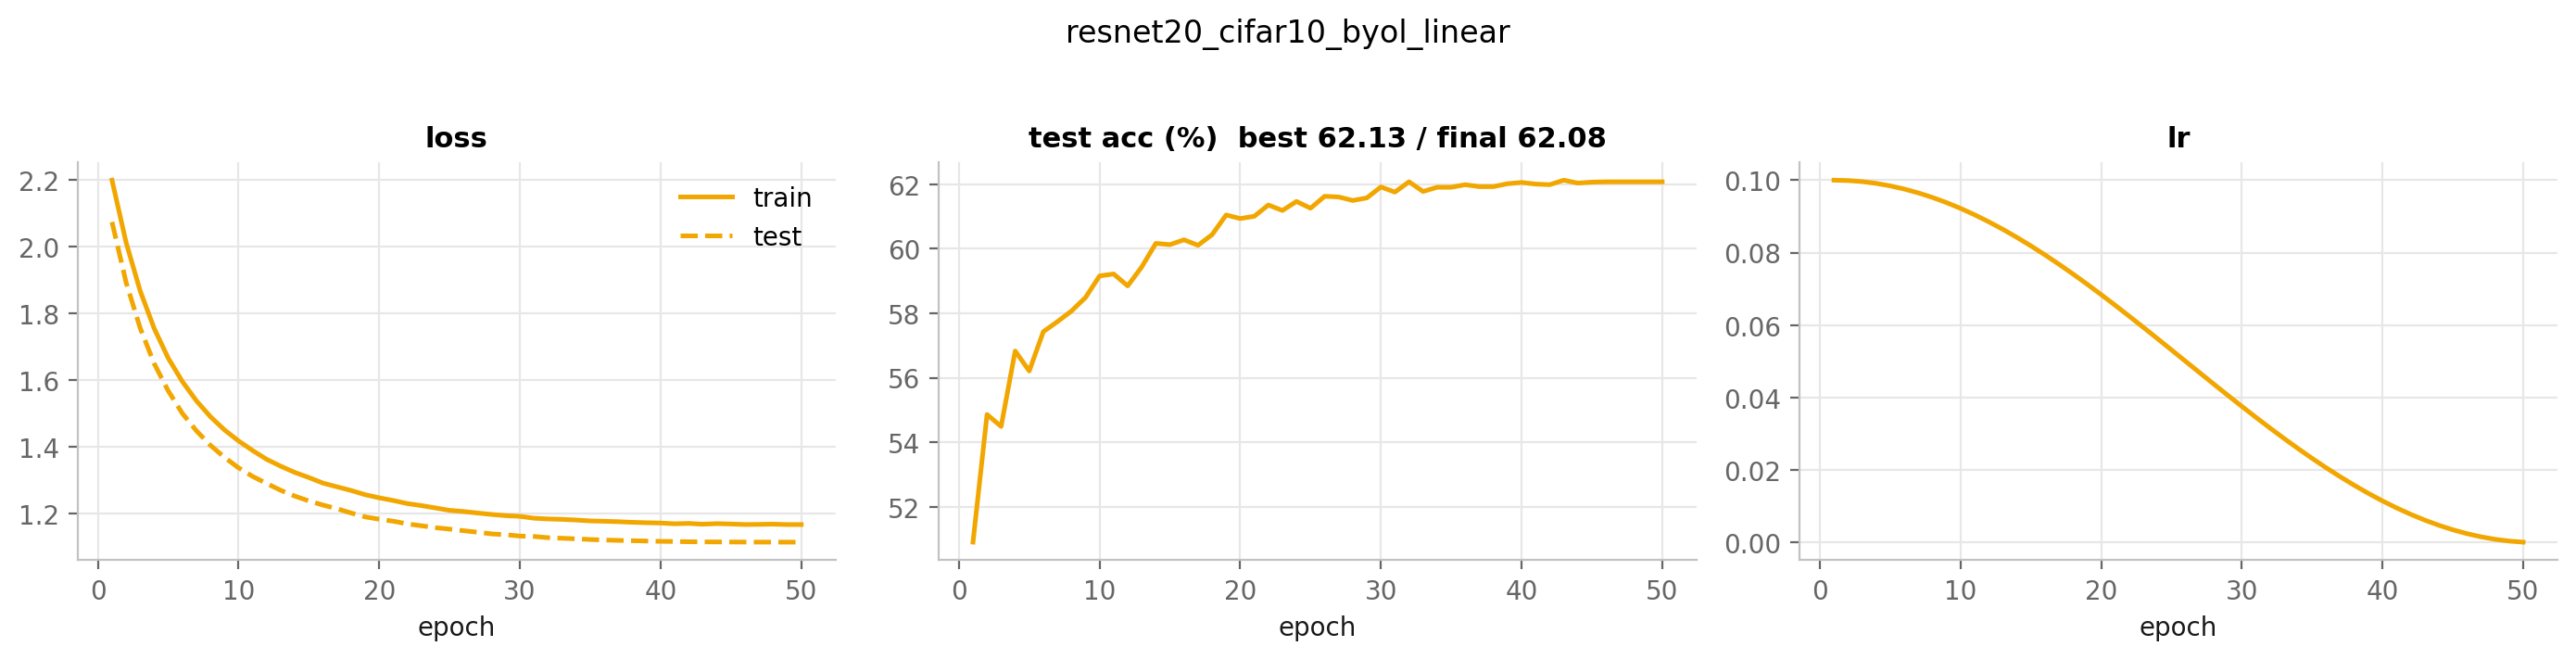 resnet20_cifar10_byol_linear
loss
2.2
2.0
1.8
1.6
1.4
1.2
train
test
0 10 20 30 40 50
epoch
test acc (%) best 62.13 / final 62.08
62
60
58
56
54
52
0 10 20 30 40 50
epoch
lr
0.10
0.08
0.06
0.04
0.02
0.00
0 10 20 30 40 50
epoch